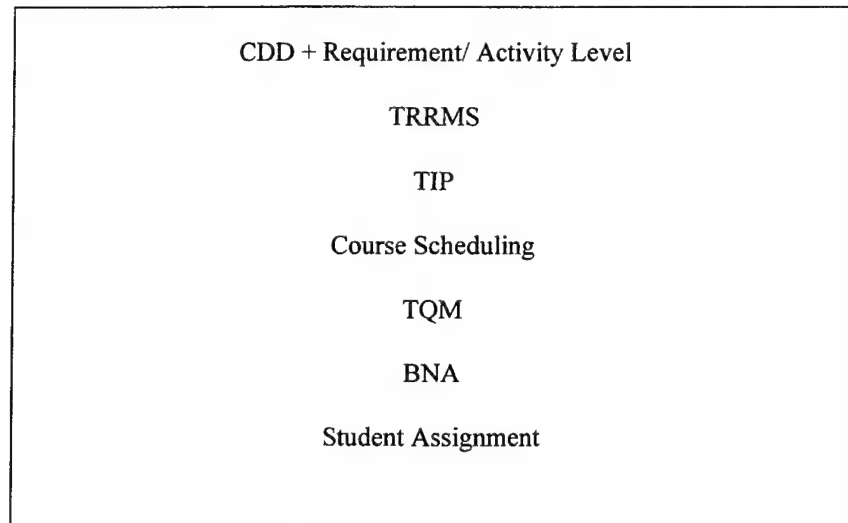 CDD + Requirement/ Activity Level
TRRMS
TIP
Course Scheduling
TQM
BNA
Student Assignment